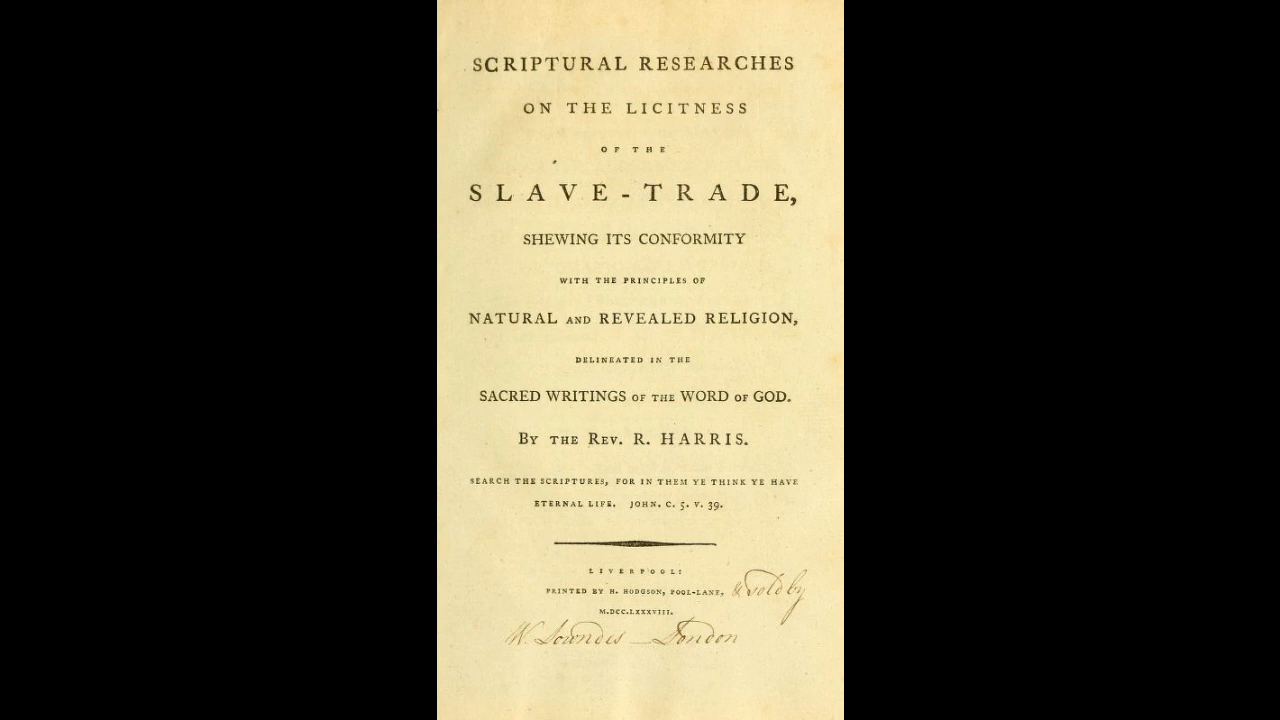 SCRIPTURAL RESEARCHES
ON THE LICITNESS
OF THE
SLAVE-TRADE,
SHEWING ITS CONFORMITY
WITH THE PRINCIPLES OF
NATURAL AND REVEALED RELIGION,
DELINEATED IN THE
SACRED WRITINGS OF THE WORD OF GOD.
BY THE REV. R. HARRIS.
SEARCH THE SCRIPTURES, FOR IN THEM YE THINK YE HAVE
ETERNAL LIFE. JOHN. C. 5. V. 39.
LIVERPOOL:
PRINTED BY H. HODGSON, POOL-LANE, & sold by
M.DCC.LXXXVIII.
W. Lowndes — London